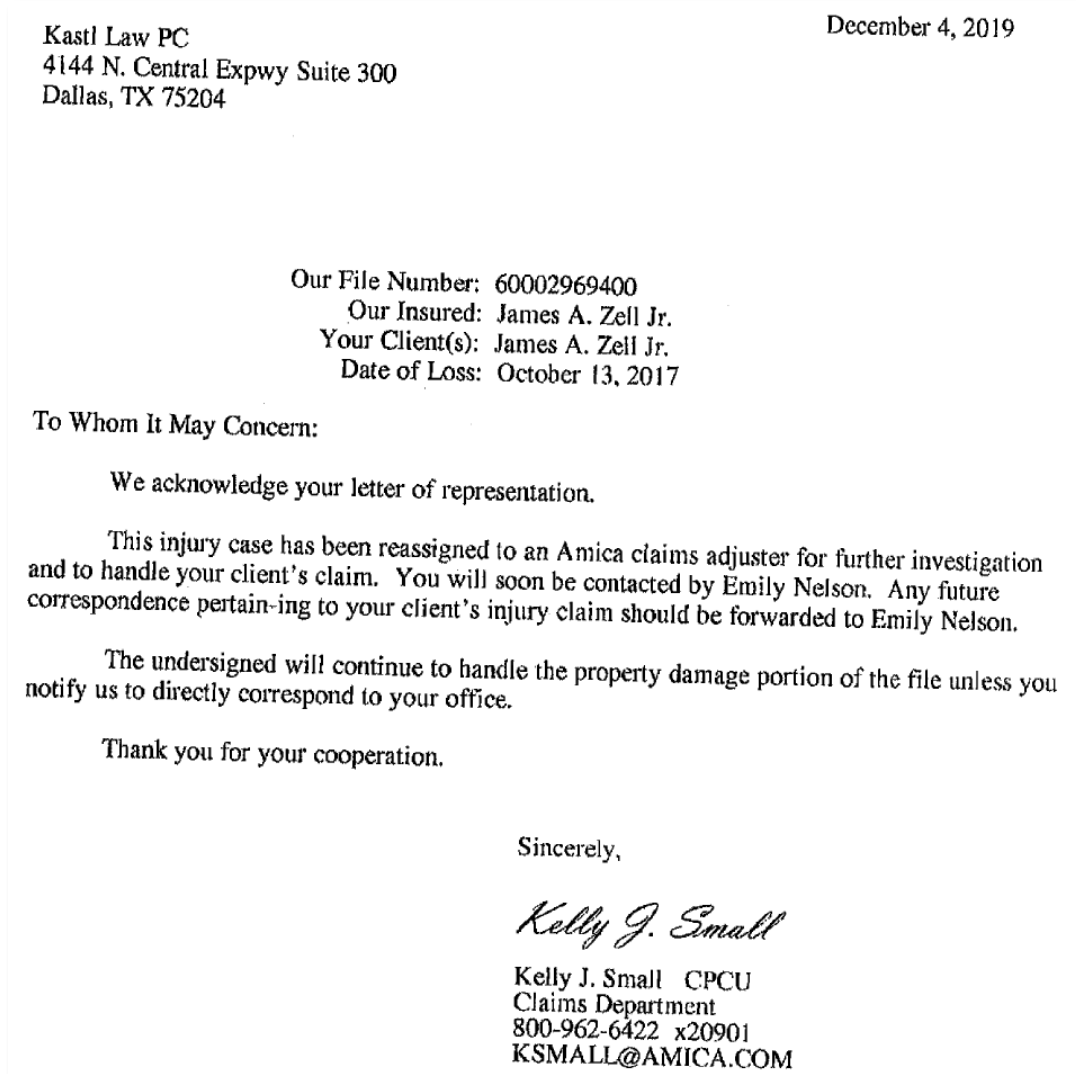 December 4, 2019
Kastl Law PC
4144 N. Central Expwy Suite 300
Dallas, TX 75204
Our File Number: 60002969400
Our Insured: James A. Zell Jr.
Your Client(s): James A. Zell Jr.
Date of Loss: October 13, 2017
To Whom It May Concern:
We acknowledge your letter of representation.
This injury case has been reassigned to an Amica claims adjuster for further investigation
and to handle your client's claim. You will soon be contacted by Emily Nelson. Any future
correspondence pertain-ing to your client's injury claim should be forwarded to Emily Nelson.
The undersigned will continue to handle the property damage portion of the file unless you
notify us to directly correspond to your office.
Thank you for your cooperation.
Sincerely,
Kelly J. Small
Kelly J. Small CPCU
Claims Department
800-962-6422 x20901
KSMALL@AMICA.COM